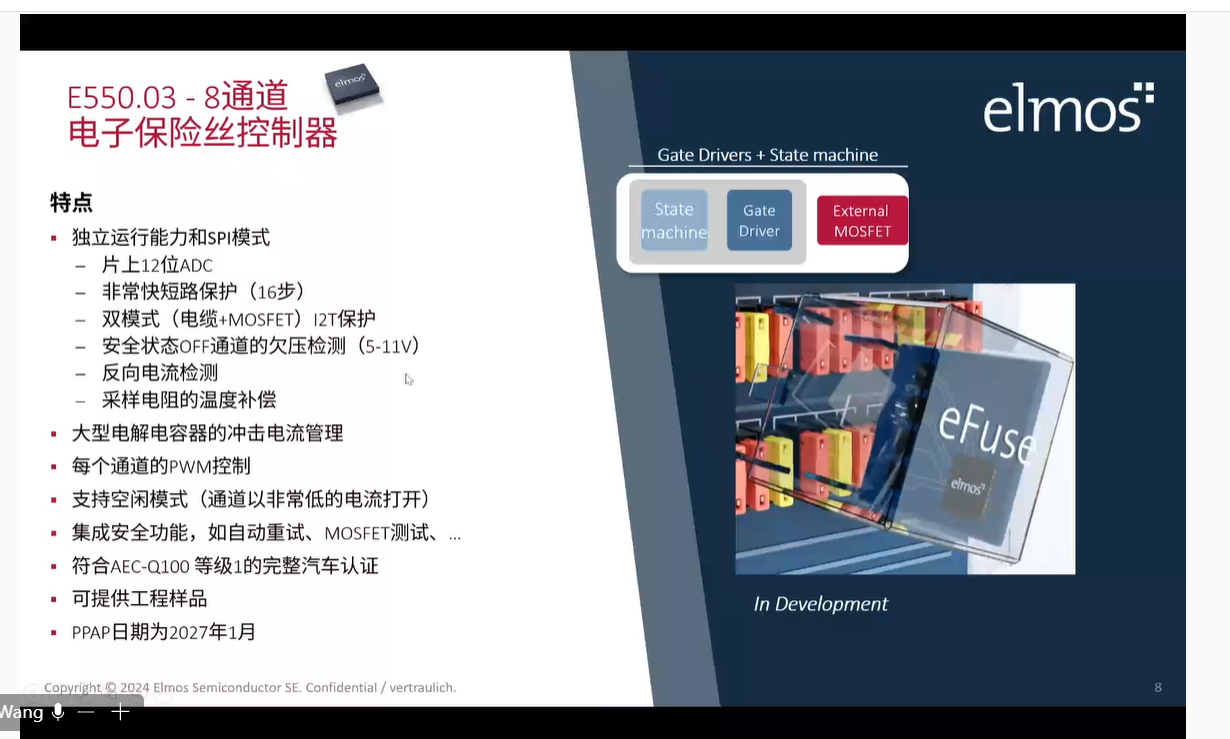 E550.03 - 8通道
电子保险丝控制器
elmos
elmos
Gate Drivers + State machine
State
machine
Gate
Driver
External
MOSFET
特点
独立运行能力和SPI模式
– 片上12位ADC
– 非常快短路保护（16步）
– 双模式（电缆+MOSFET）I2T保护
– 安全状态OFF通道的欠压检测（5-11V）
– 反向电流检测
– 采样电阻的温度补偿
大型电解电容器的冲击电流管理
每个通道的PWM控制
支持空闲模式（通道以非常低的电流打开）
集成安全功能，如自动重试、MOSFET测试、...
符合AEC-Q100 等级1的完整汽车认证
可提供工程样品
PPAP日期为2027年1月
eFuse
elmos
In Development
Copyright © 2024 Elmos Semiconductor SE. Confidential / vertraulich.
8
Wang